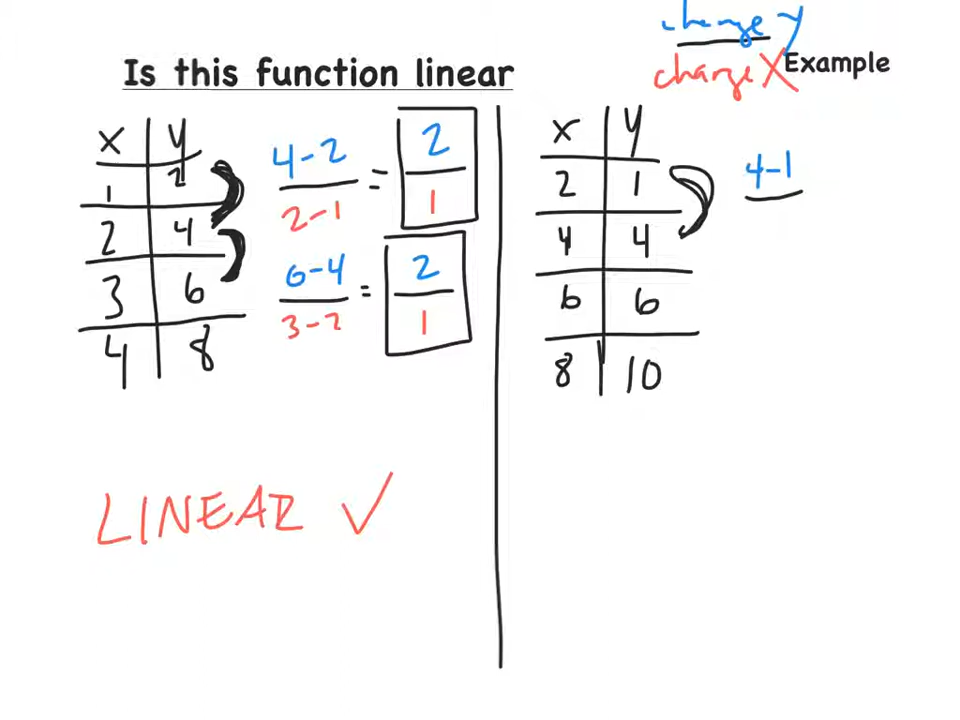 change y
change x
Example
Is this function linear
x y
1 2
2 4
3 6
4 8
4-2
2-1
=
2
1
6-4
3-2
=
2
1
LINEAR ✓
x y
2 1
4 4
6 6
8 10
4-1